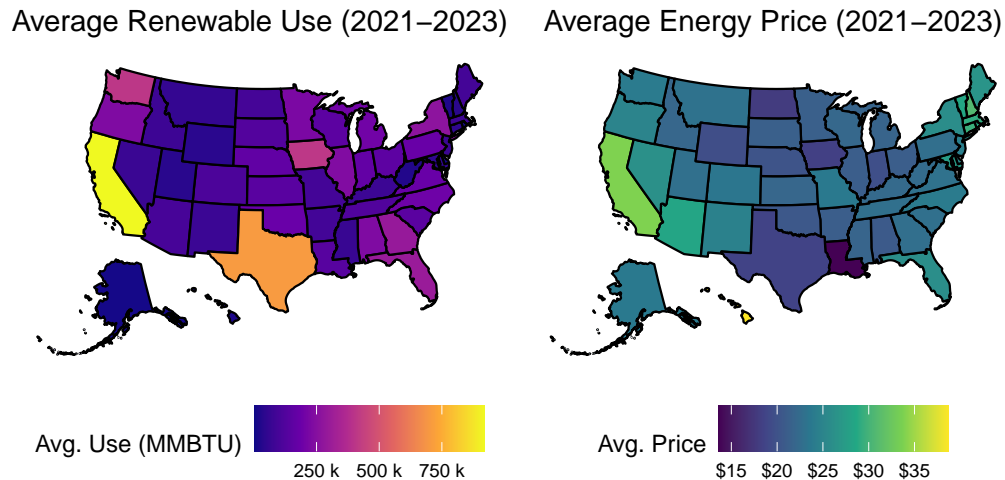 Average Renewable Use (2021–2023)
Average Energy Price (2021–2023)
Avg. Use (MMBTU)
250 k 500 k 750 k
Avg. Price
$15 $20 $25 $30 $35